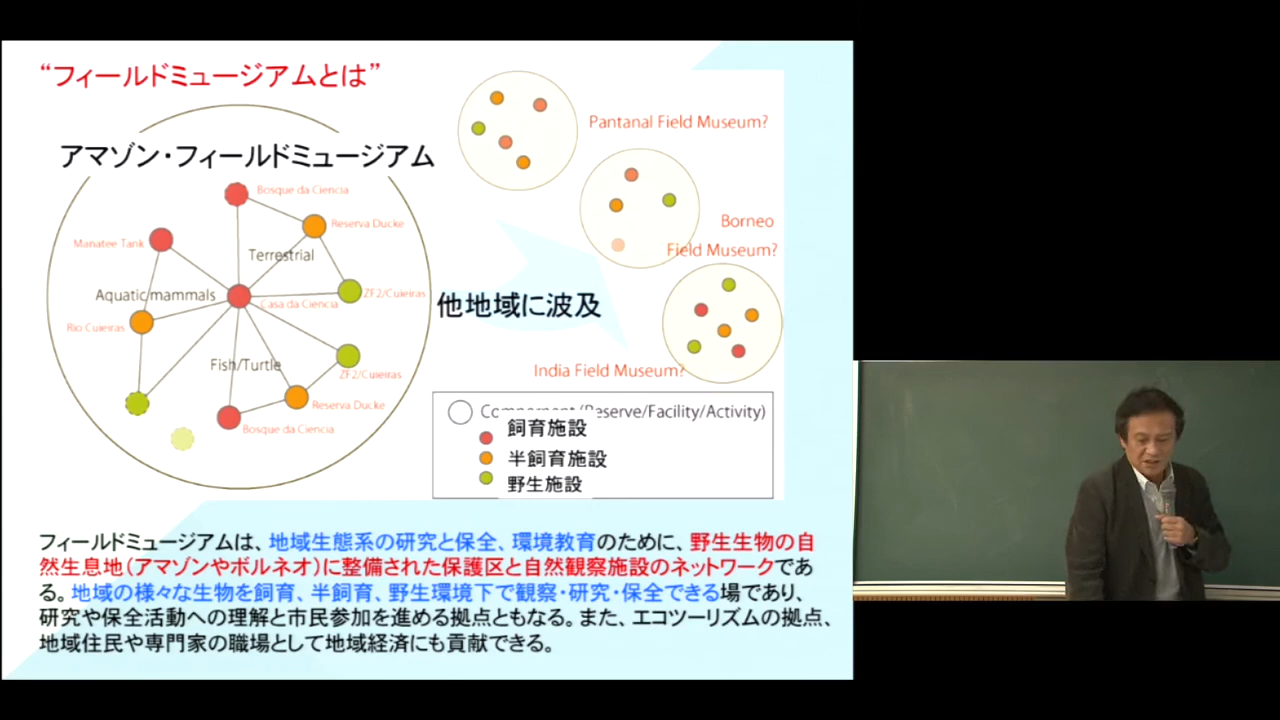 “フィールドミュージアムとは”
アマゾン・フィールドミュージアム
Bosque da Ciencia
Reserva Ducke
Manatee Tank
Terrestrial
Aquatic mammals
ZF2/Cuieiras
Casa da Ciencia
Rio Cuieiras
Fish/Turtle
ZF2/Cuieiras
Reserva Ducke
Bosque da Ciencia
Pantanal Field Museum?
Borneo
Field Museum?
他地域に波及
India Field Museum?
(Reserve/Facility/Activity)
飼育施設
半飼育施設
野生施設
フィールドミュージアムは、地域生態系の研究と保全、環境教育のために、野生生物の自
然生息地(アマゾンやボルネオ)に整備された保護区と自然観察施設のネットワークであ
る。地域の様々な生物を飼育、半飼育、野生環境下で観察・研究・保全できる場であり、
研究や保全活動への理解と市民参加を進める拠点ともなる。また、エコツーリズムの拠点、
地域住民や専門家の職場として地域経済にも貢献できる。